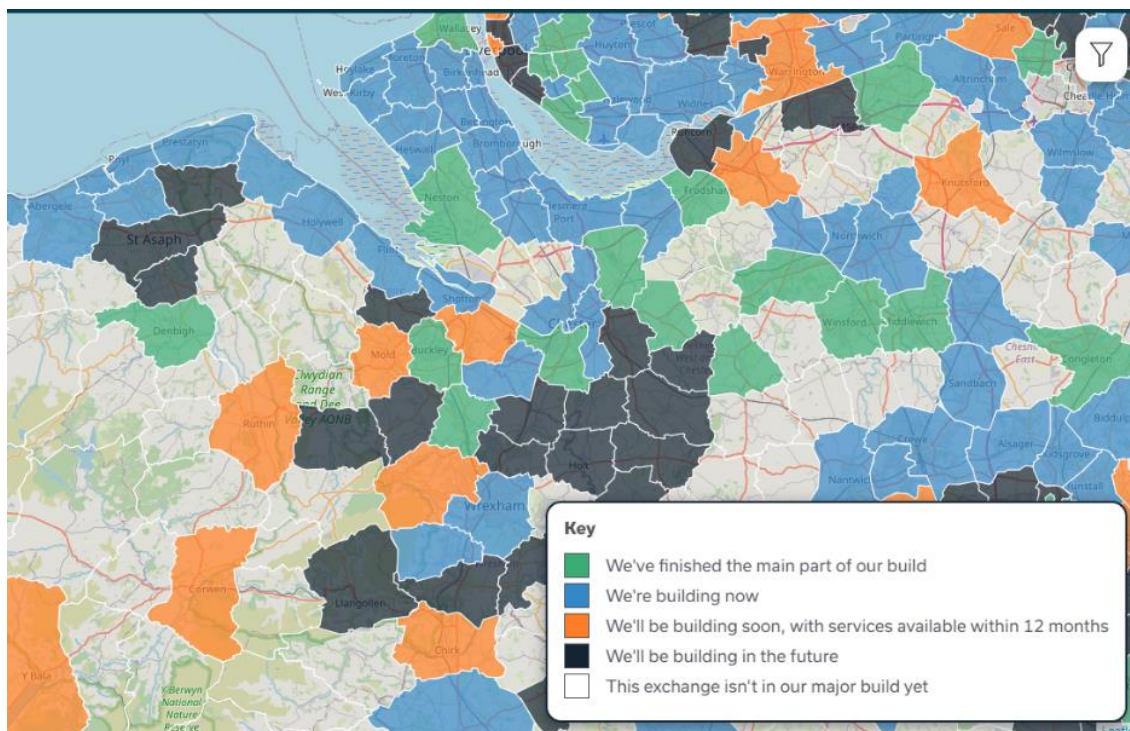 Wallasey
Prescot
Sale
Partington
Huyton
Hoylake
Birkenhead
Warrington
Altrincham
West Kirby
Widnes
Bebington
Runcorn
Prestatyn
Bromborough
Rhyl
Heswall
Wilmslow
Neston
Frodsham
Knutsford
Abergele
Holywell
Ellesmere
Port
Northwich
St Asaph
Flint
Shotton
Denbigh
Chester
Winsford
Middlewich
Mold
Buckley
Congleton
Clwydian
Range
and Dee
Valley AONB
Sandbach
Ruthin
Biddulph
Crewe
Alsager
Kidsgrove
Holt
Nantwich
Tunstall
Wrexham
Corwen
Llangollen
Chirk
Y Bala
Y Berwyn
National
Nature
Reserve
Key
We've finished the main part of our build
We're building now
We'll be building soon, with services available within 12 months
We'll be building in the future
This exchange isn't in our major build yet